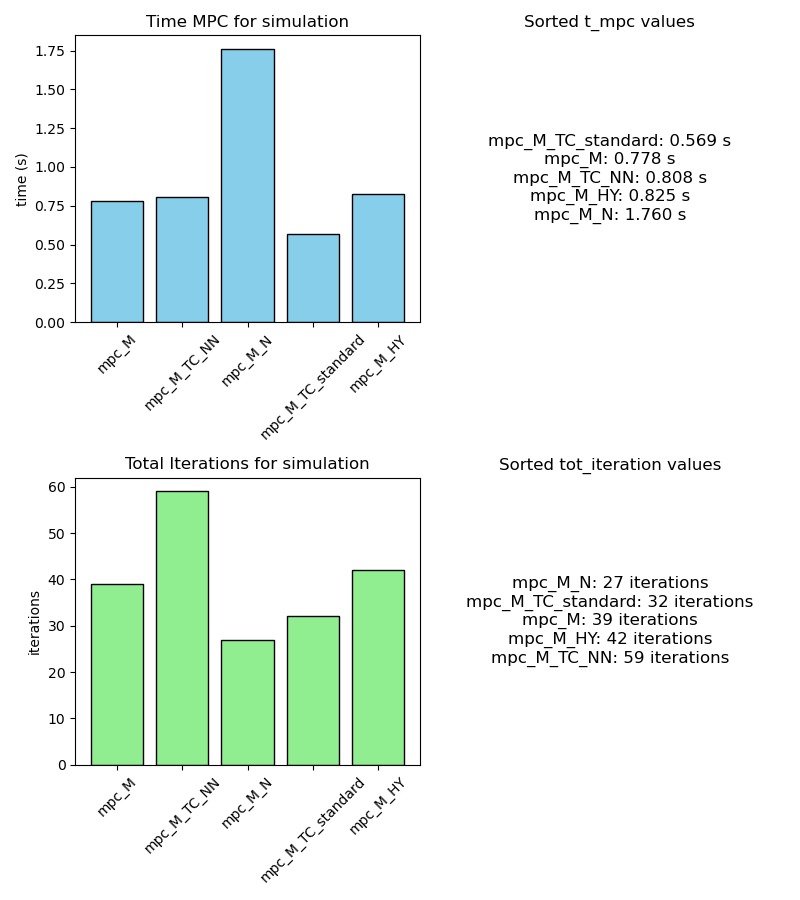 Time MPC for simulation
time (s)
1.75
1.50
1.25
1.00
0.75
0.50
0.25
0.00
mpc_M
mpc_M_TC_NN
mpc_M_N
mpc_M_TC_standard
mpc_M_HY
Sorted t_mpc values
mpc_M_TC_standard: 0.569 s
mpc_M: 0.778 s
mpc_M_TC_NN: 0.808 s
mpc_M_HY: 0.825 s
mpc_M_N: 1.760 s
Total Iterations for simulation
iterations
60
50
40
30
20
10
0
mpc_M
mpc_M_TC_NN
mpc_M_N
mpc_M_TC_standard
mpc_M_HY
Sorted tot_iteration values
mpc_M_N: 27 iterations
mpc_M_TC_standard: 32 iterations
mpc_M: 39 iterations
mpc_M_HY: 42 iterations
mpc_M_TC_NN: 59 iterations